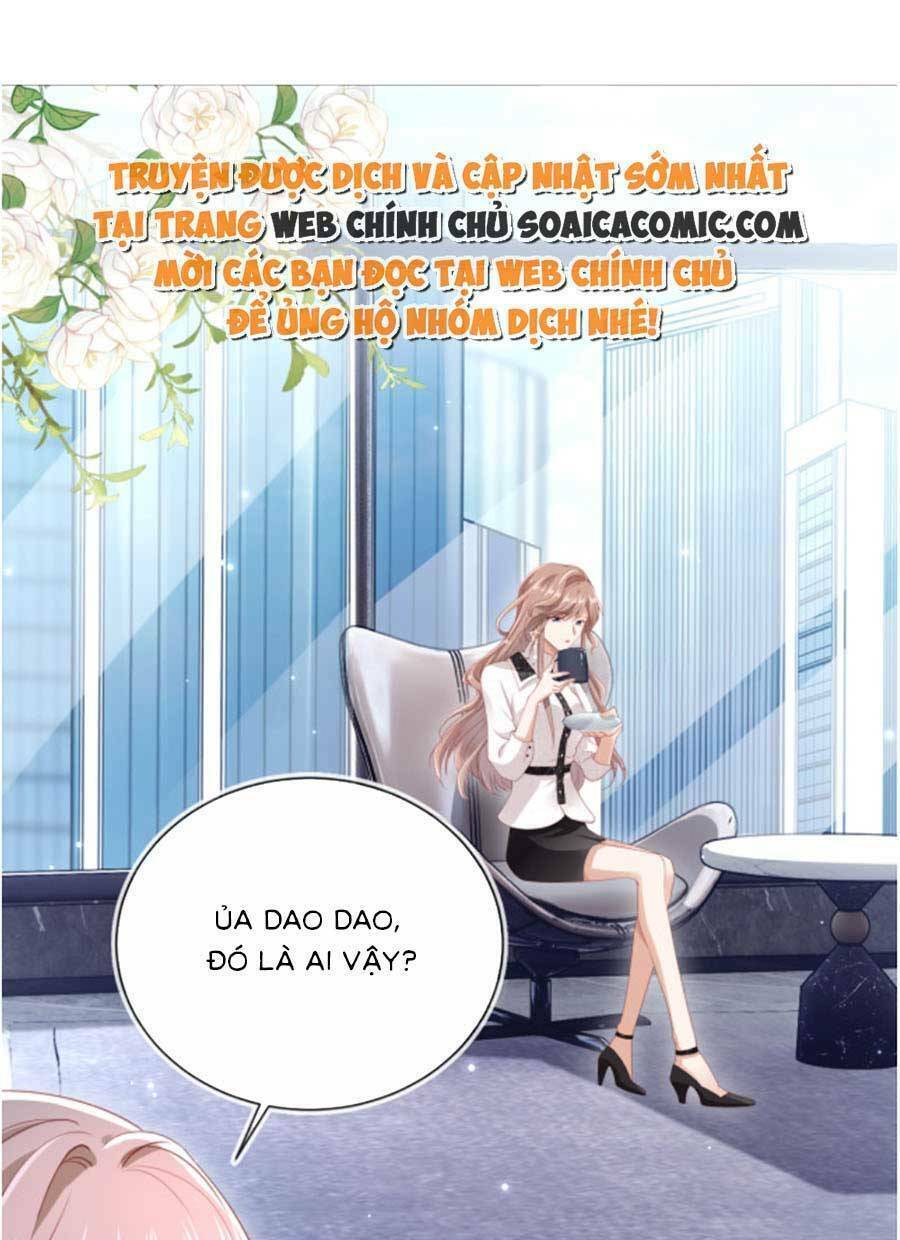 TRUYỆN ĐƯỢC DỊCH VÀ CẬP NHẬT SỚM NHẤT
TẠI TRANG WEB CHÍNH CHỦ SOAICACOMIC.COM
MỜI CÁC BẠN ĐỌC TẠI WEB CHÍNH CHỦ
ĐỂ ỦNG HỘ NHÓM DỊCH NHÉ!
ỦA DAO DAO,
ĐÓ LÀ AI VẬY?